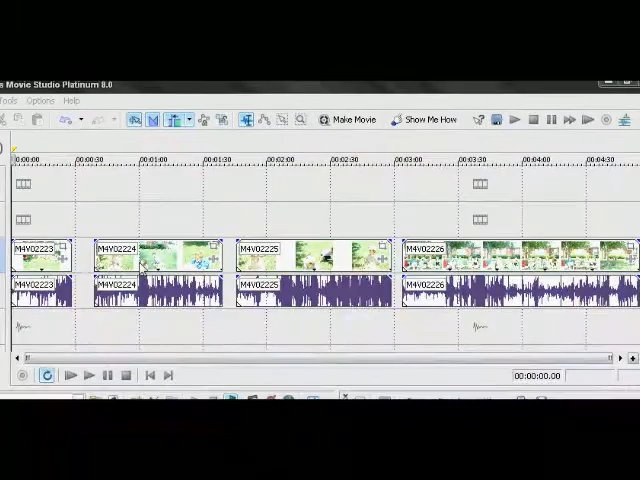 s Movie Studio Platinum 8.0
Tools Options Help
Make Movie Show Me How
0:00:00 00:00:30 00:01:00 00:01:30 00:02:00 00:02:30 00:03:00 00:03:30 00:04:00 00:04:30
M4V02223 M4V02224 M4V02225 M4V02226
M4V02223 M4V02224 M4V02225 M4V02226
00:00:00.00